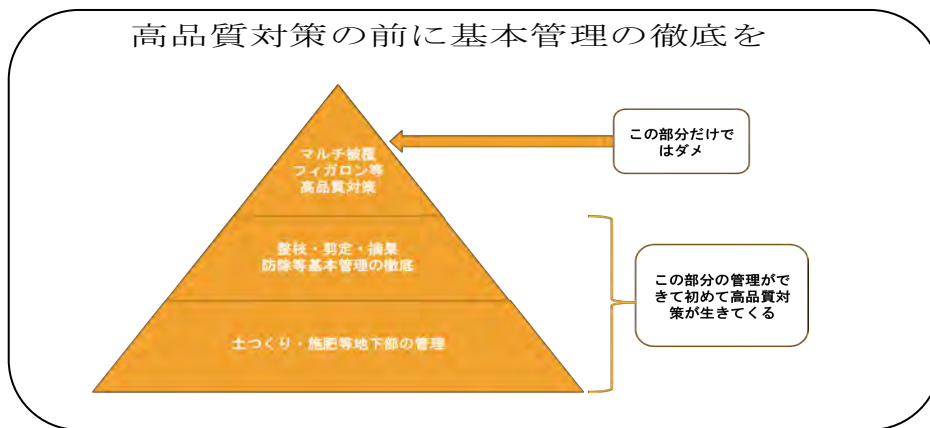 高品質対策の前に基本管理の徹底を
マルチ被覆
フィガロン等
高品質対策
この部分だけで
はダメ
整枝・剪定・摘果
防除等基本管理の徹底
この部分の管理がで
きて初めて高品質対
策が生きてくる
土つくり・施肥等地下部の管理